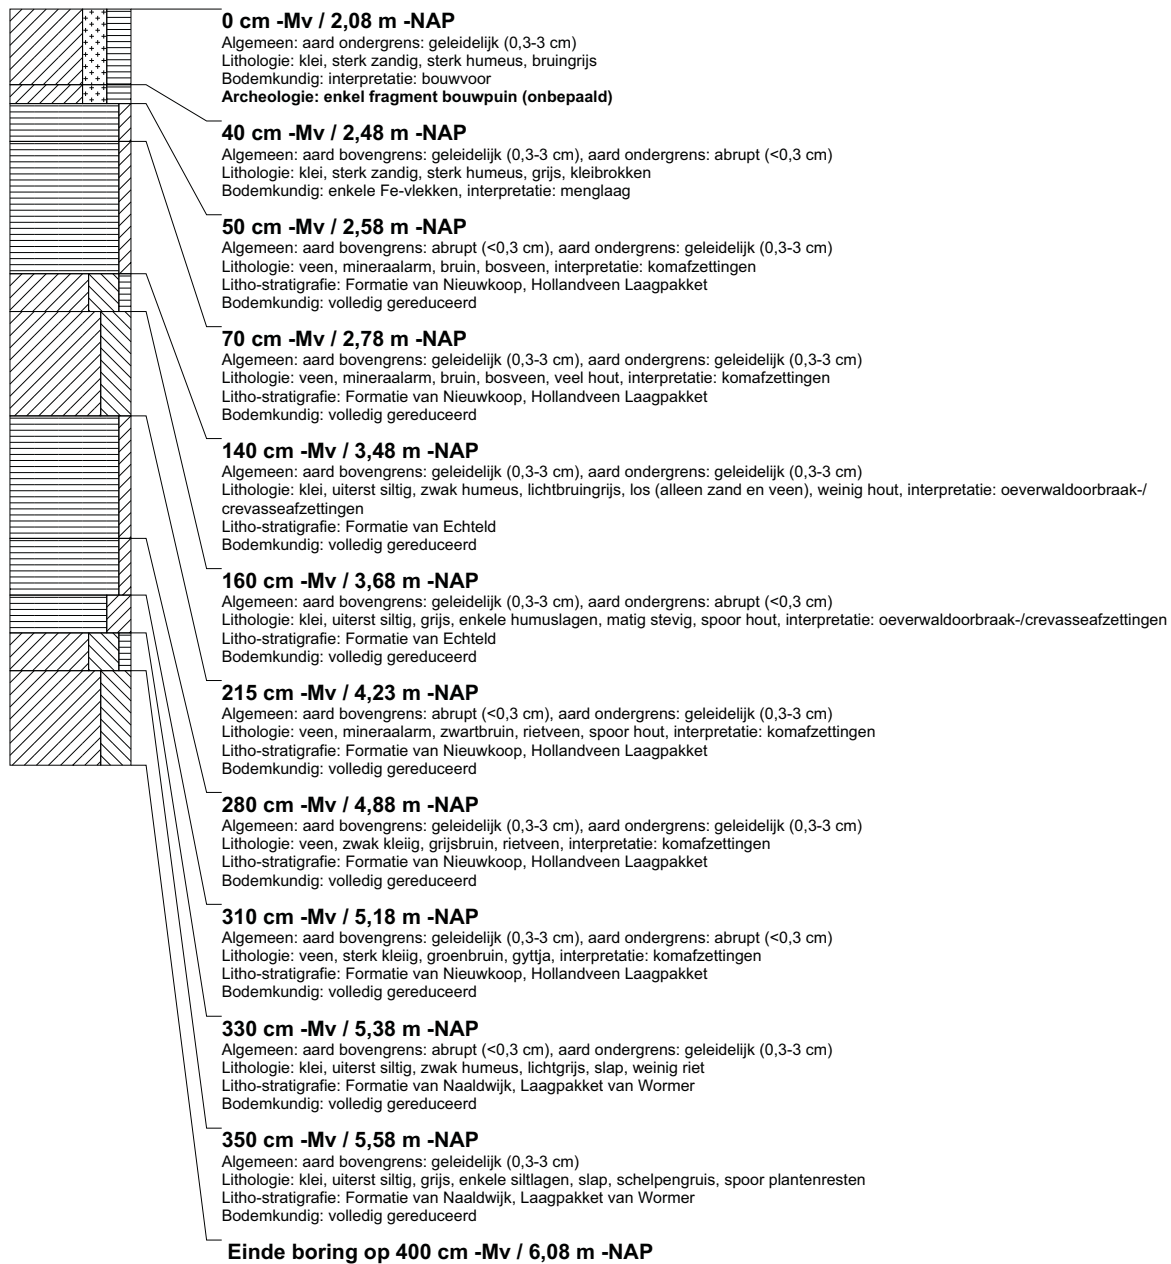 0 cm -Mv / 2,08 m -NAP
Algemeen: aard ondergrens: geleidelijk (0,3-3 cm)
Lithologie: klei, sterk zandig, sterk humeus, bruingrijs
Bodemkundig: interpretatie: bouwvoor
Archeologie: enkel fragment bouwpuin (onbepaald)
40 cm -Mv / 2,48 m -NAP
Algemeen: aard bovengrens: geleidelijk (0,3-3 cm), aard ondergrens: abrupt (<0,3 cm)
Lithologie: klei, sterk zandig, sterk humeus, grijs, kleibrokken
Bodemkundig: enkele Fe-vlekken, interpretatie: menglaag
50 cm -Mv / 2,58 m -NAP
Algemeen: aard bovengrens: abrupt (<0,3 cm), aard ondergrens: geleidelijk (0,3-3 cm)
Lithologie: veen, mineraalarm, bruin, bosveen, interpretatie: komafzettingen
Litho-stratigrafie: Formatie van Nieuwkoop, Hollandveen Laagpakket
Bodemkundig: volledig gereduceerd
70 cm -Mv / 2,78 m -NAP
Algemeen: aard bovengrens: geleidelijk (0,3-3 cm), aard ondergrens: geleidelijk (0,3-3 cm)
Lithologie: veen, mineraalarm, bruin, bosveen, veel hout, interpretatie: komafzettingen
Litho-stratigrafie: Formatie van Nieuwkoop, Hollandveen Laagpakket
Bodemkundig: volledig gereduceerd
140 cm -Mv / 3,48 m -NAP
Algemeen: aard bovengrens: geleidelijk (0,3-3 cm), aard ondergrens: geleidelijk (0,3-3 cm)
Lithologie: klei, uiterst siltig, zwak humeus, lichtbruingrijs, los (alleen zand en veen), weinig hout, interpretatie: oeverwaldoorbraak-/
crevasseafzettingen
Litho-stratigrafie: Formatie van Echteld
Bodemkundig: volledig gereduceerd
160 cm -Mv / 3,68 m -NAP
Algemeen: aard bovengrens: geleidelijk (0,3-3 cm), aard ondergrens: abrupt (<0,3 cm)
Lithologie: klei, uiterst siltig, grijs, enkele humuslagen, matig stevig, spoor hout, interpretatie: oeverwaldoorbraak-/crevasseafzettingen
Litho-stratigrafie: Formatie van Echteld
Bodemkundig: volledig gereduceerd
215 cm -Mv / 4,23 m -NAP
Algemeen: aard bovengrens: abrupt (<0,3 cm), aard ondergrens: geleidelijk (0,3-3 cm)
Lithologie: veen, mineraalarm, zwartbruin, rietveen, spoor hout, interpretatie: komafzettingen
Litho-stratigrafie: Formatie van Nieuwkoop, Hollandveen Laagpakket
Bodemkundig: volledig gereduceerd
280 cm -Mv / 4,88 m -NAP
Algemeen: aard bovengrens: geleidelijk (0,3-3 cm), aard ondergrens: geleidelijk (0,3-3 cm)
Lithologie: veen, zwak kleiig, grijsbruin, rietveen, interpretatie: komafzettingen
Litho-stratigrafie: Formatie van Nieuwkoop, Hollandveen Laagpakket
Bodemkundig: volledig gereduceerd
310 cm -Mv / 5,18 m -NAP
Algemeen: aard bovengrens: geleidelijk (0,3-3 cm), aard ondergrens: abrupt (<0,3 cm)
Lithologie: veen, sterk kleiig, groenbruin, gyttja, interpretatie: komafzettingen
Litho-stratigrafie: Formatie van Nieuwkoop, Hollandveen Laagpakket
Bodemkundig: volledig gereduceerd
330 cm -Mv / 5,38 m -NAP
Algemeen: aard bovengrens: abrupt (<0,3 cm), aard ondergrens: geleidelijk (0,3-3 cm)
Lithologie: klei, uiterst siltig, zwak humeus, lichtgrijs, slap, weinig riet
Litho-stratigrafie: Formatie van Naaldwijk, Laagpakket van Wormer
Bodemkundig: volledig gereduceerd
350 cm -Mv / 5,58 m -NAP
Algemeen: aard bovengrens: geleidelijk (0,3-3 cm)
Lithologie: klei, uiterst siltig, grijs, enkele siltlagen, slap, schelpengruis, spoor plantenresten
Litho-stratigrafie: Formatie van Naaldwijk, Laagpakket van Wormer
Bodemkundig: volledig gereduceerd
Einde boring op 400 cm -Mv / 6,08 m -NAP